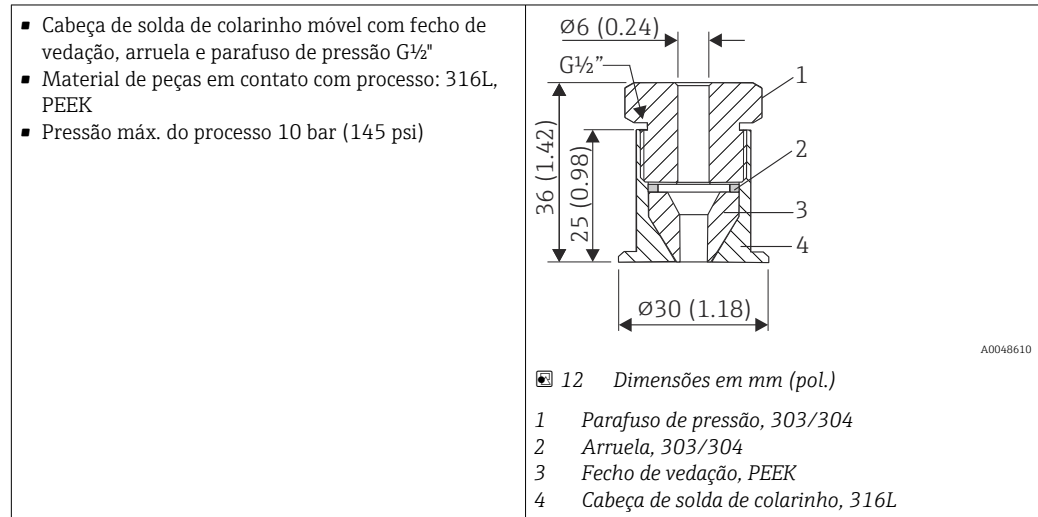 ▪ Cabeça de solda de colarinho móvel com fecho de
vedação, arruela e parafuso de pressão G½"
▪ Material de peças em contato com processo: 316L,
PEEK
▪ Pressão máx. do processo 10 bar (145 psi)
Ø6 (0.24)
G½”
1
2
3
4
36 (1.42)
25 (0.98)
Ø30 (1.18)
A0048610
12 Dimensões em mm (pol.)
1 Parafuso de pressão, 303/304
2 Arruela, 303/304
3 Fecho de vedação, PEEK
4 Cabeça de solda de colarinho, 316L